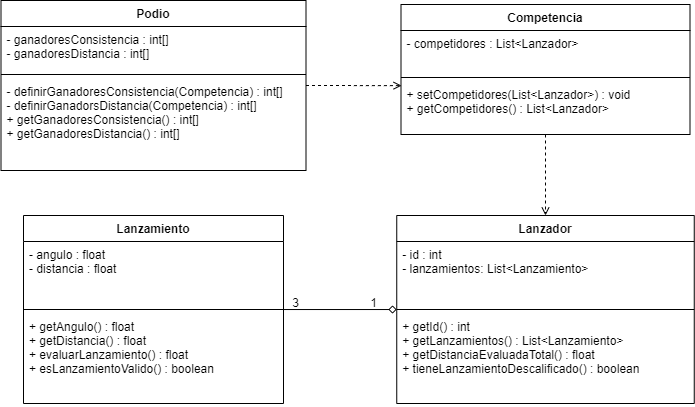 Podio
- ganadoresConsistencia : int[]
- ganadoresDistancia : int[]
- definirGanadoresConsistencia(Competencia) : int[]
- definirGanadorsDistancia(Competencia) : int[]
+ getGanadoresConsistencia() : int[]
+ getGanadoresDistancia() : int[]
Competencia
- competidores : List<Lanzador>
+ setCompetidores(List<Lanzador>) : void
+ getCompetidores() : List<Lanzador>
Lanzamiento
- angulo : float
- distancia : float
+ getAngulo() : float
+ getDistancia() : float
+ evaluarLanzamiento() : float
+ esLanzamientoValido() : boolean
3
1
Lanzador
- id : int
- lanzamientos: List<Lanzamiento>
+ getId() : int
+ getLanzamientos() : List<Lanzamiento>
+ getDistanciaEvaluadaTotal() : float
+ tieneLanzamientoDescalificado() : boolean